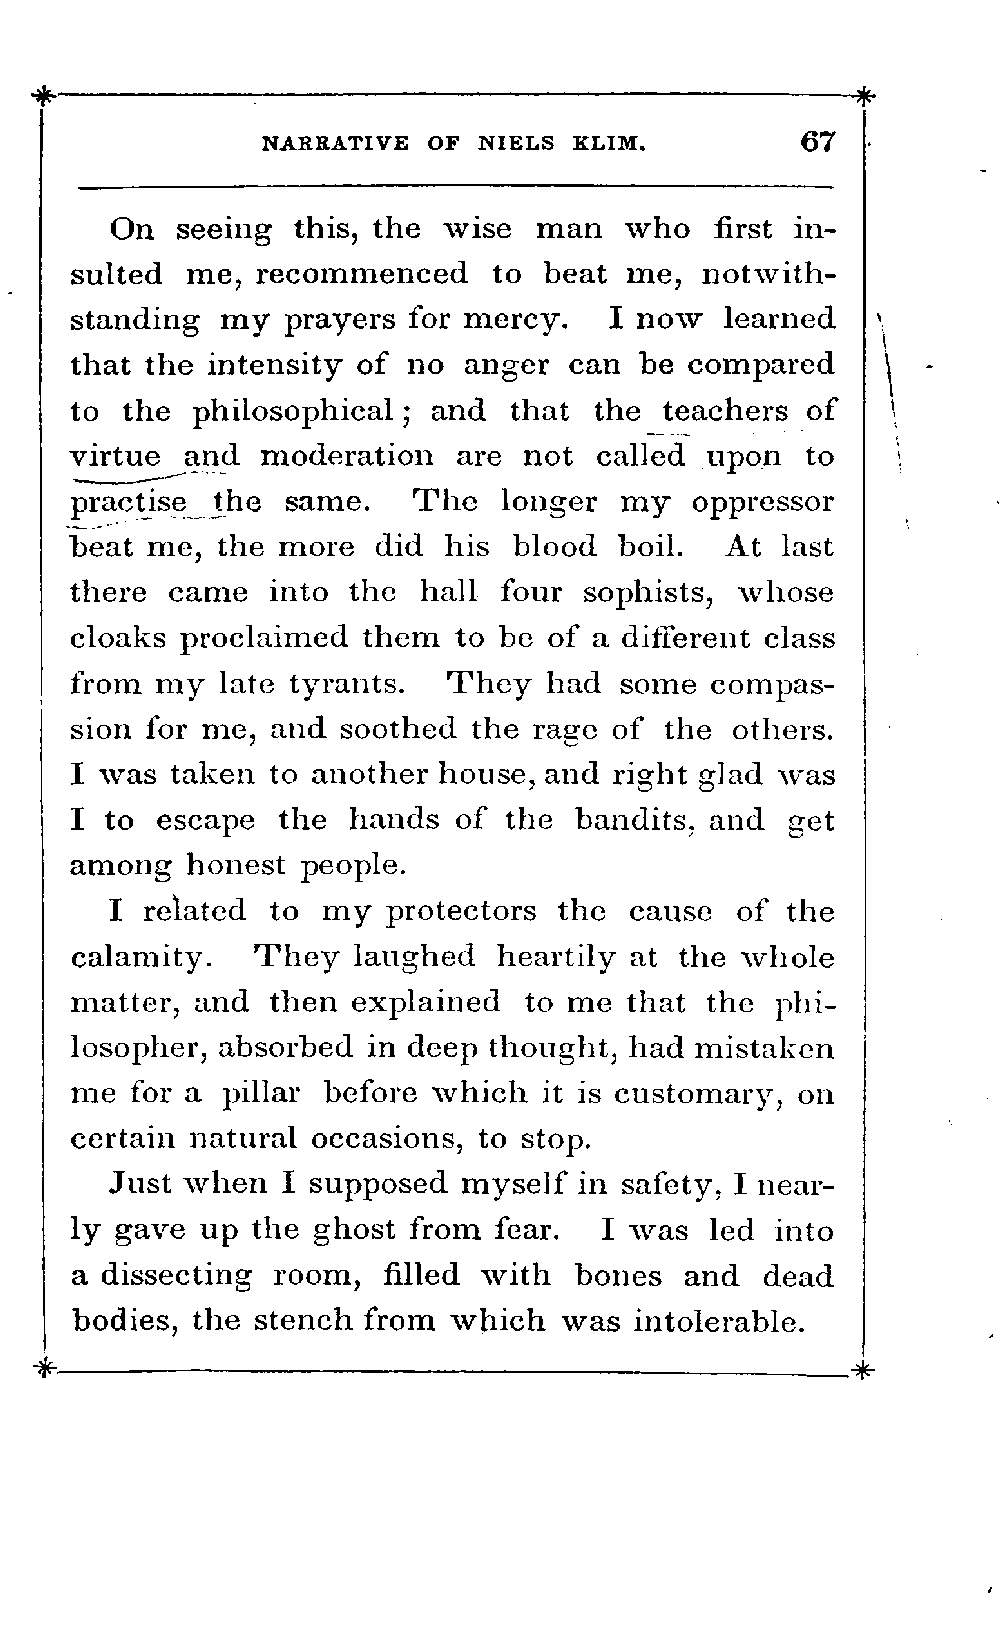 NARRATIVE OF NIELS KLIM. 67
On seeing this, the wise man who first in-
sulted me, recommenced to beat me, notwith-
standing my prayers for mercy. I now learned
that the intensity of no anger can be compared
to the philosophical; and that the teachers of
virtue and moderation are not called upon to
practise the same. The longer my oppressor
beat me, the more did his blood boil. At last
there came into the hall four sophists, whose
cloaks proclaimed them to be of a different class
from my late tyrants. They had some compas-
sion for me, and soothed the rage of the others.
I was taken to another house, and right glad was
I to escape the hands of the bandits, and get
among honest people.
I related to my protectors the cause of the
calamity. They laughed heartily at the whole
matter, and then explained to me that the phi-
losopher, absorbed in deep thought, had mistaken
me for a pillar before which it is customary, on
certain natural occasions, to stop.
Just when I supposed myself in safety, I near-
ly gave up the ghost from fear. I was led into
a dissecting room, filled with bones and dead
bodies, the stench from which was intolerable.